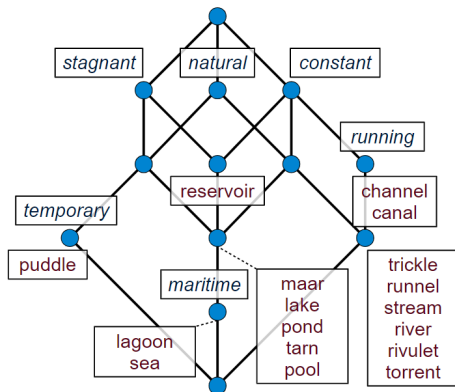 stagnant
natural
constant
running
reservoir
channel
canal
temporary
puddle
maritime
maar
lake
pond
tarn
pool
trickle
runnel
stream
river
rivulet
torrent
lagoon
sea